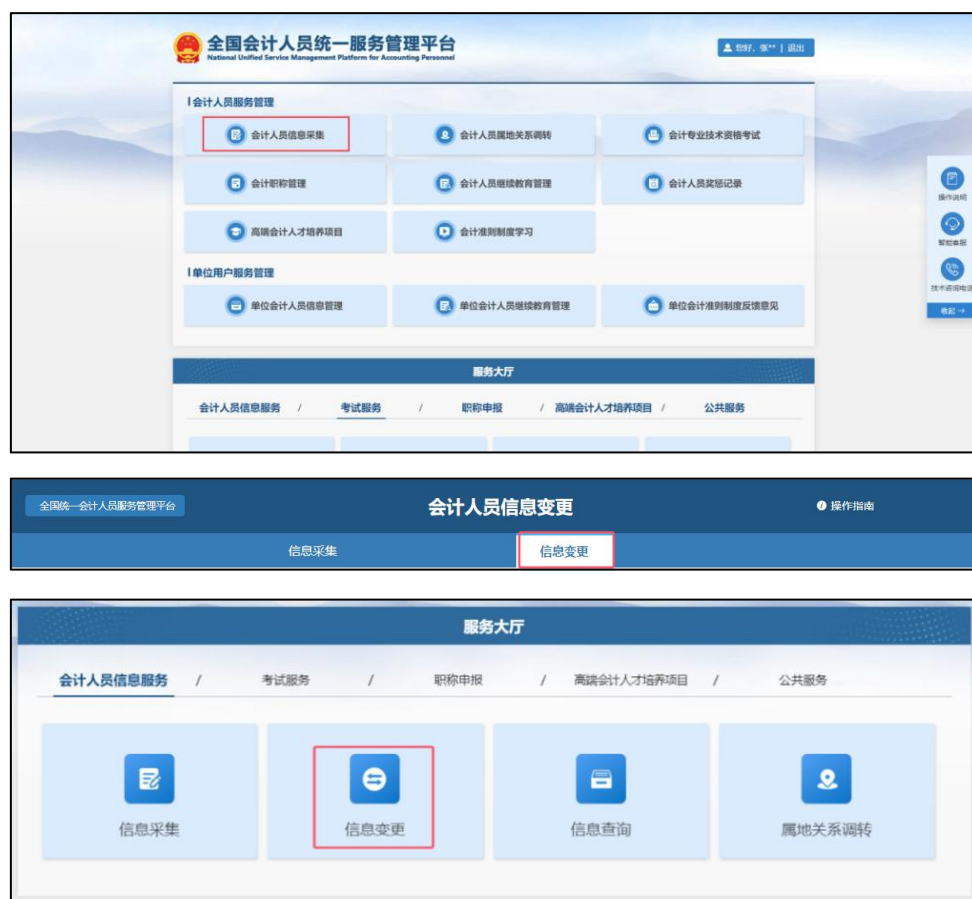 全国会计人员统一服务管理平台
National Unified Service Management Platform for Accounting Personnel
您好，张** | 退出
会计人员服务管理
会计人员信息采集
会计人员属地关系调转
会计专业技术资格考试
会计职称管理
会计人员继续教育管理
会计人员奖惩记录
高端会计人才培养项目
会计准则制度学习
单位用户服务管理
单位会计人员信息管理
单位会计人员继续教育管理
单位会计准则制度反馈意见
操作说明
智能客服
技术咨询电话
收起 →
服务大厅
会计人员信息服务 / 考试服务 / 职称申报 / 高端会计人才培养项目 / 公共服务
全国统一会计人员服务管理平台
会计人员信息变更
操作指南
信息采集
信息变更
服务大厅
会计人员信息服务 / 考试服务 / 职称申报 / 高端会计人才培养项目 / 公共服务
信息采集
信息变更
信息查询
属地关系调转